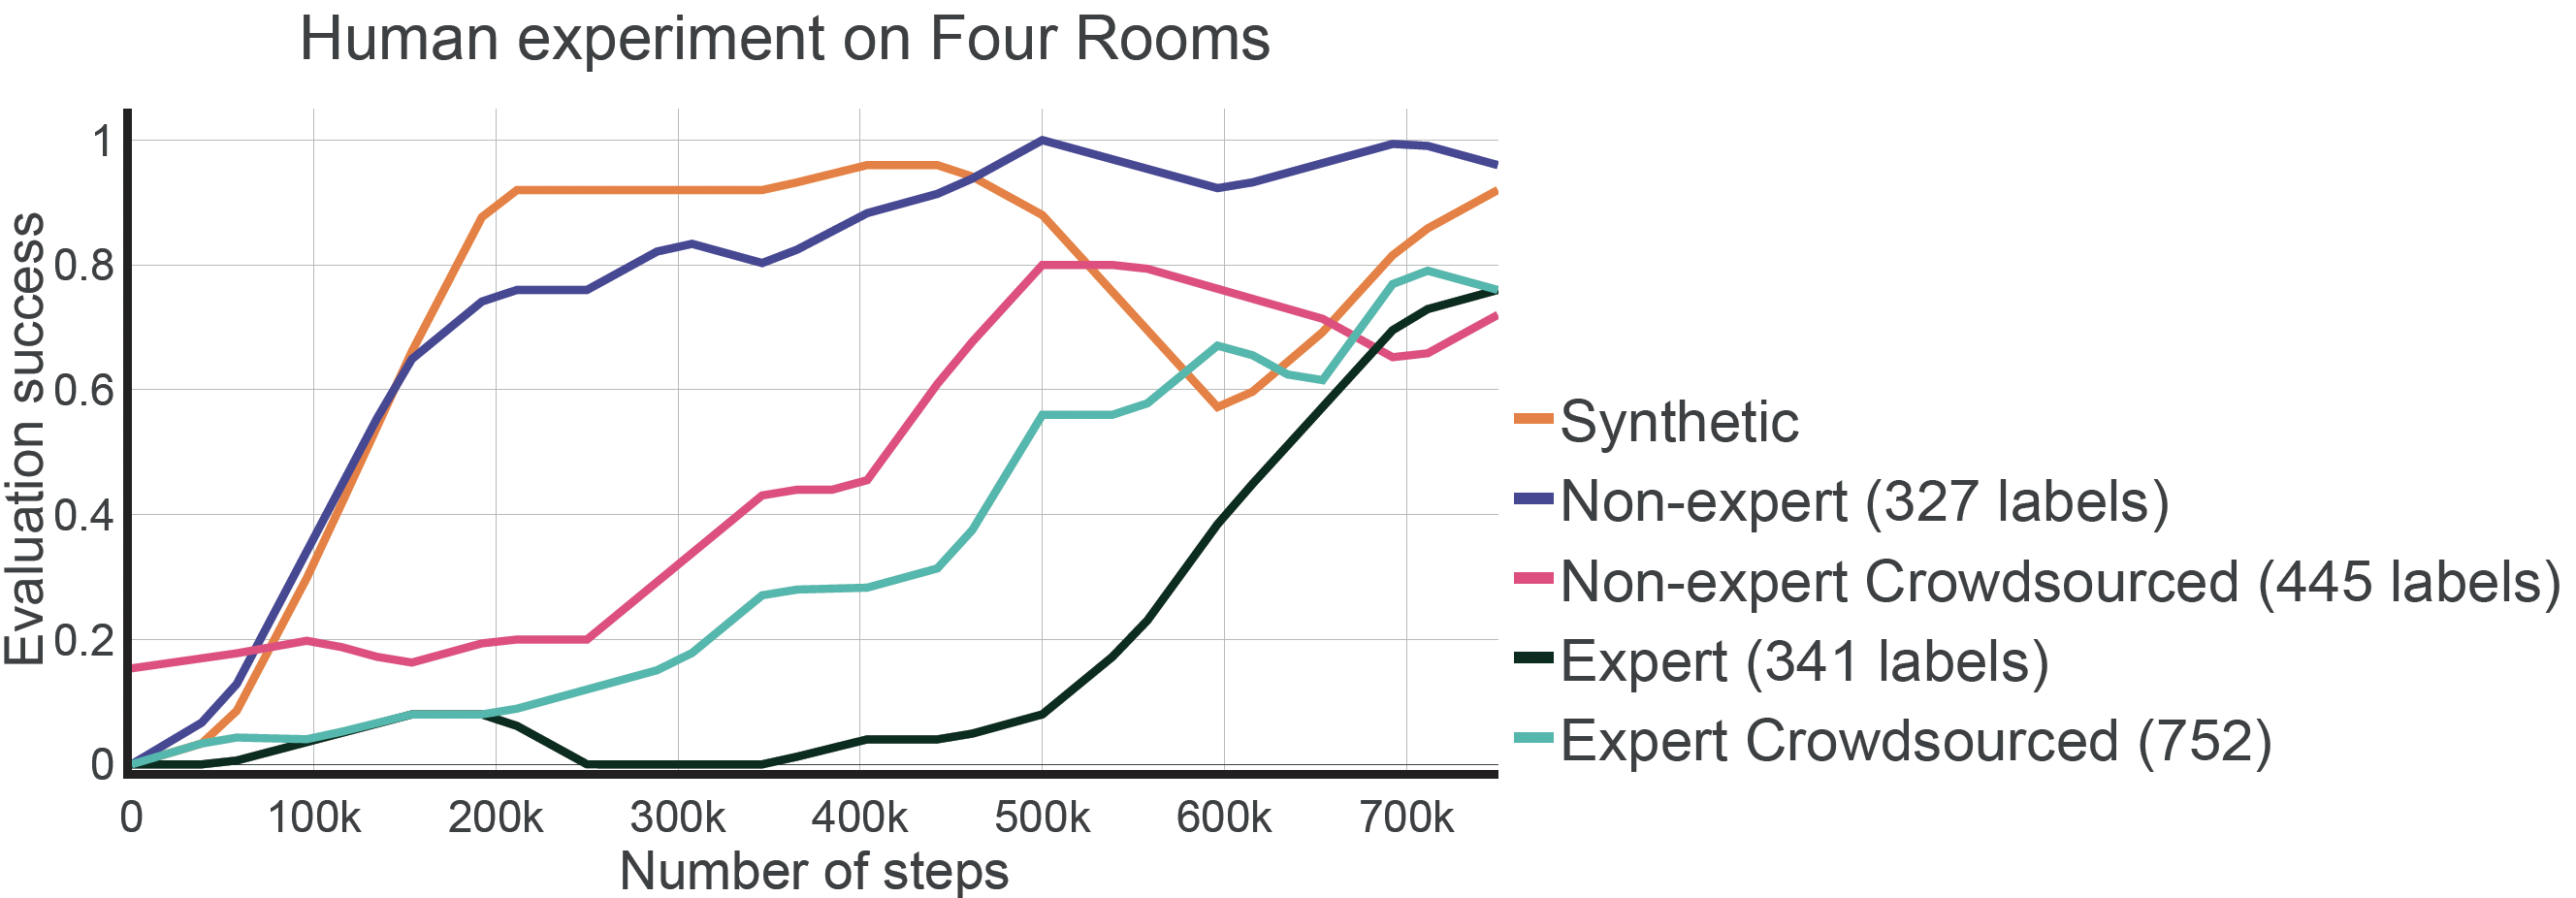 Human experiment on Four Rooms
Evaluation success
1
0.8
0.6
0.4
0.2
0
0 100k 200k 300k 400k 500k 600k 700k
Number of steps
Synthetic
Non-expert (327 labels)
Non-expert Crowdsourced (445 labels)
Expert (341 labels)
Expert Crowdsourced (752)